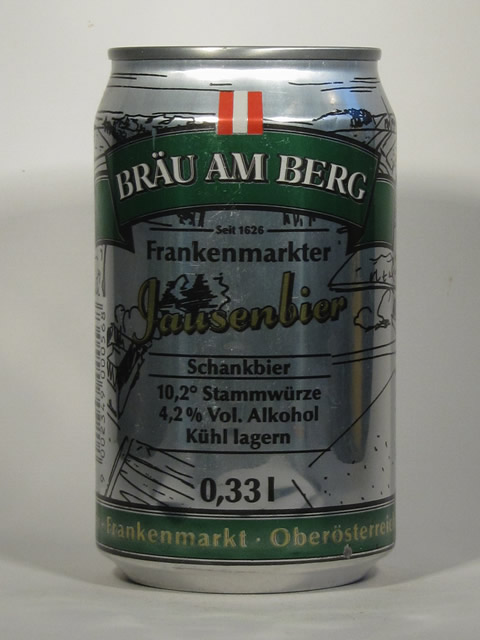 BRÄU AM BERG
Seit 1626
Frankenmarkter
Jausenbier
Schankbier
10,2° Stammwürze
4,2% Vol. Alkohol
Kühl lagern
0,33 l
· Frankenmarkt · Oberösterreic